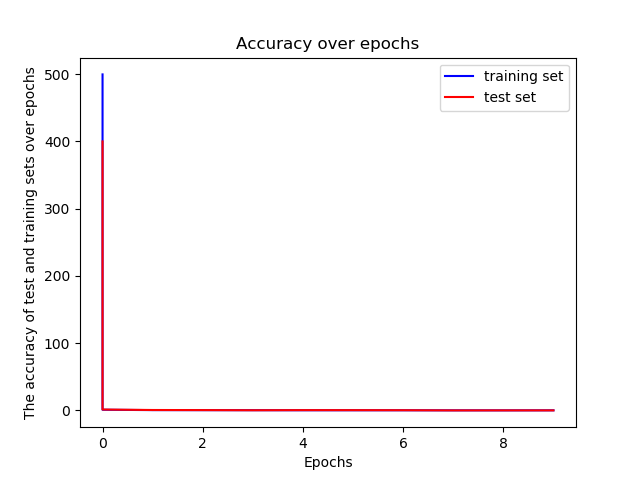 Accuracy over epochs
training set
test set
The accuracy of test and training sets over epochs
500
400
300
200
100
0
0 2 4 6 8
Epochs